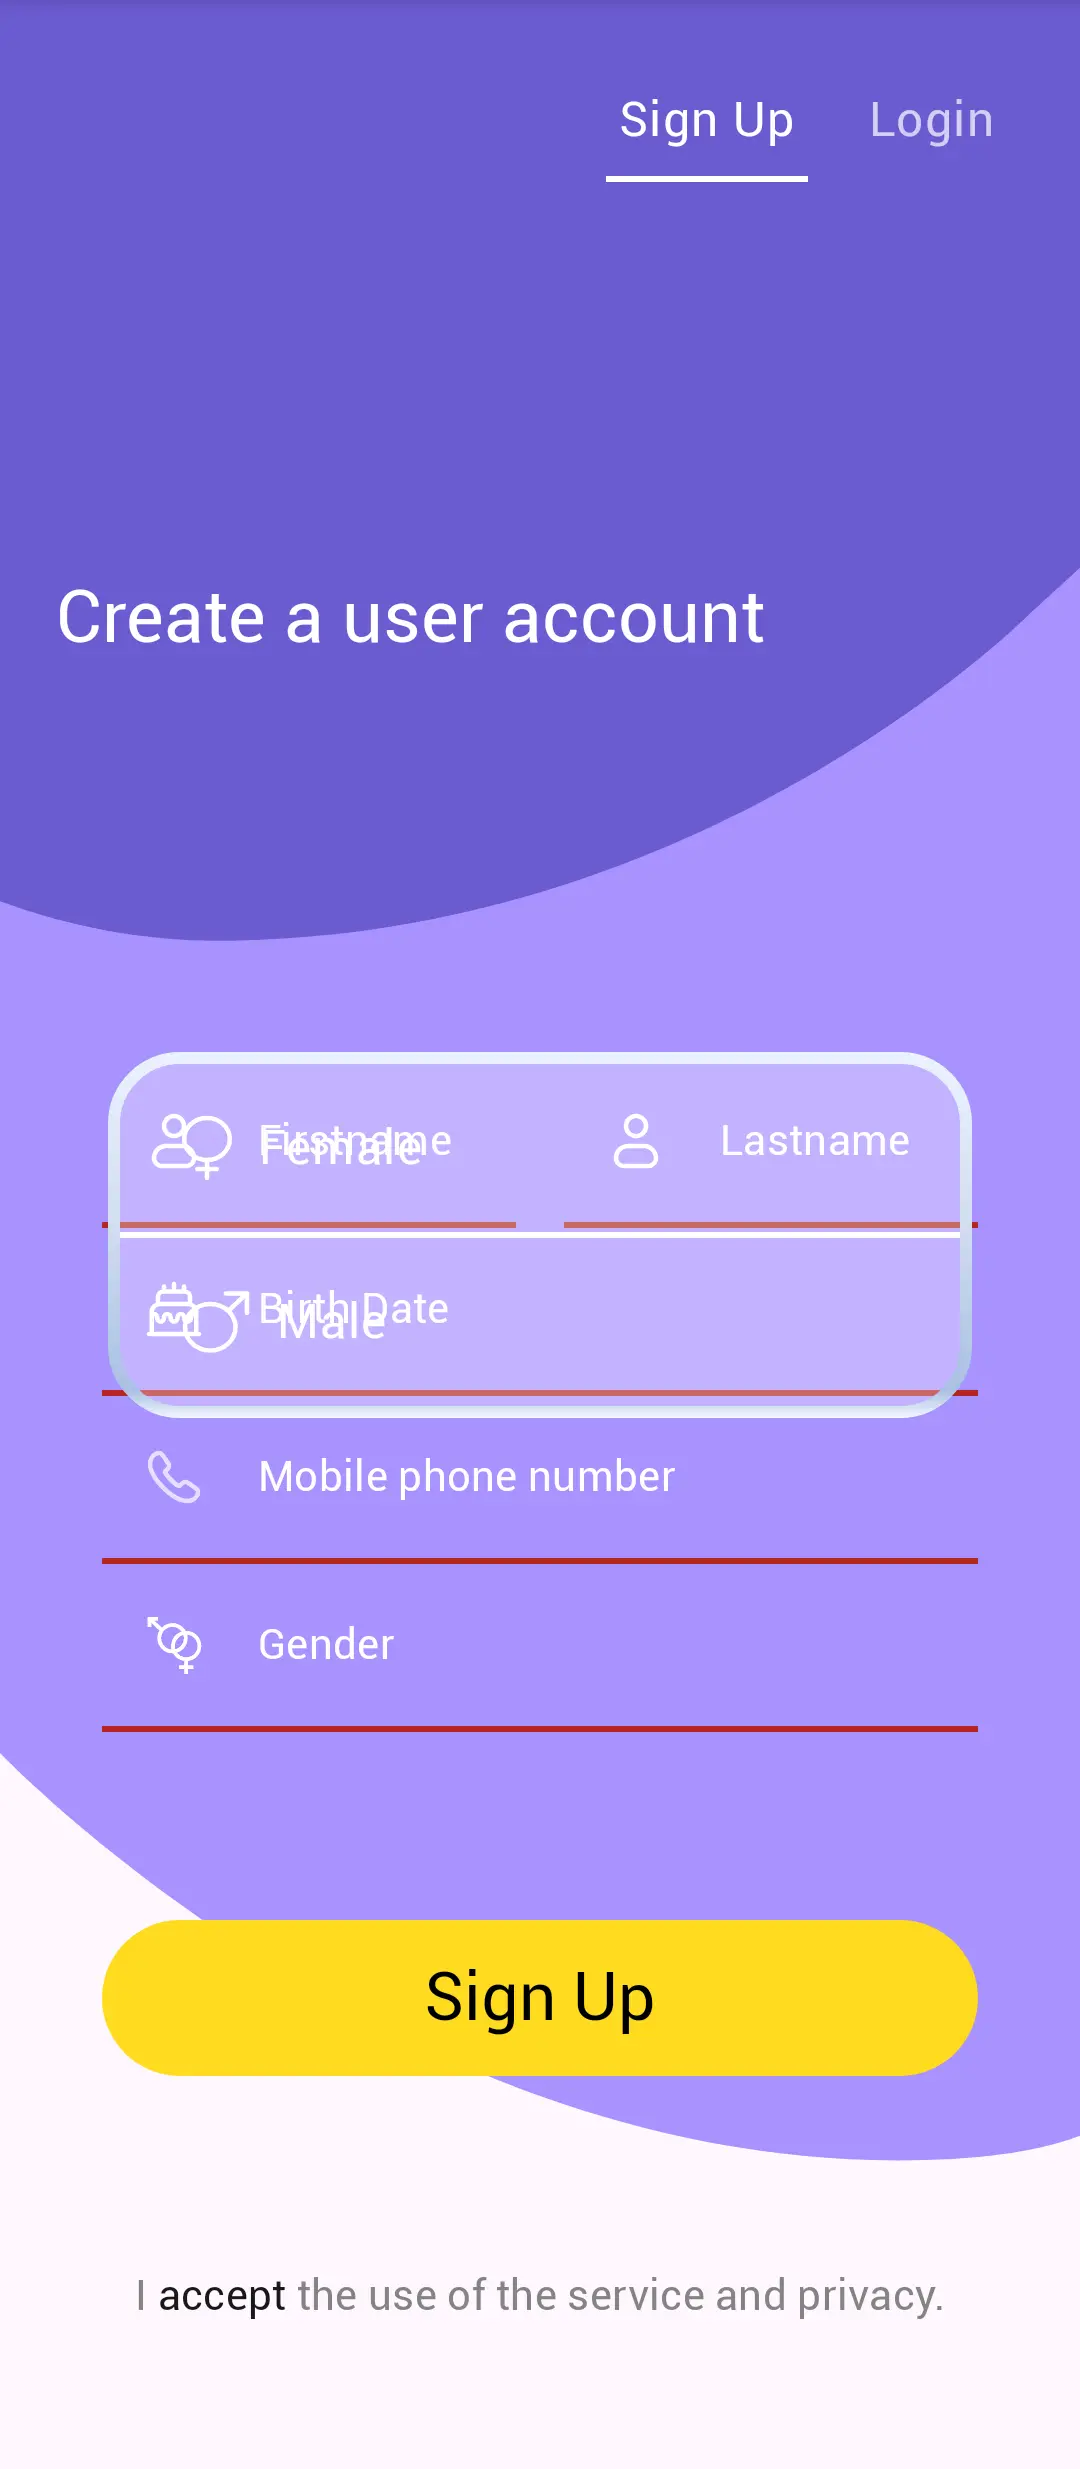 Sign Up Login
Create a user account
Firstname Lastname
Female
Birth Date
Male
Mobile phone number
Gender
Sign Up
I accept the use of the service and privacy.